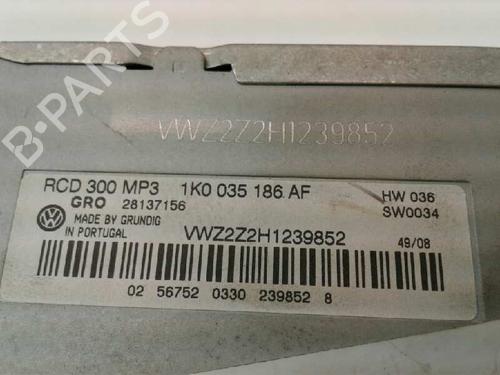 B-PARTS
VWZ2Z2H1239852
RCD 300 MP3 1K0 035 186 AF HW 036
GRO 28137156 SW0034
MADE BY GRUNDIG
IN PORTUGAL VWZ2Z2H1239852 49/08
02 56752 0330 239852 8